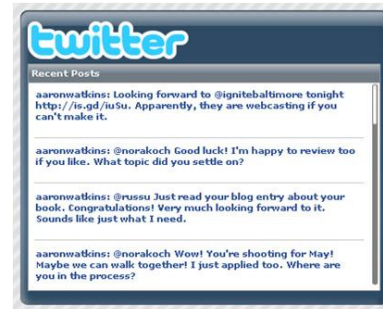 twitter
Recent Posts
aaronwatkins: Looking forward to @ignitebaltimore tonight
http://is.gd/iuSu. Apparently, they are webcasting if you
can't make it.
aaronwatkins: @norakoch Good luck! I'm happy to review too
if you like. What topic did you settle on?
aaronwatkins: @russu Just read your blog entry about your
book. Congratulations! Very much looking forward to it.
Sounds like just what I need.
aaronwatkins: @norakoch Wow! You're shooting for May!
Maybe we can walk together! I just applied too. Where are
you in the process?